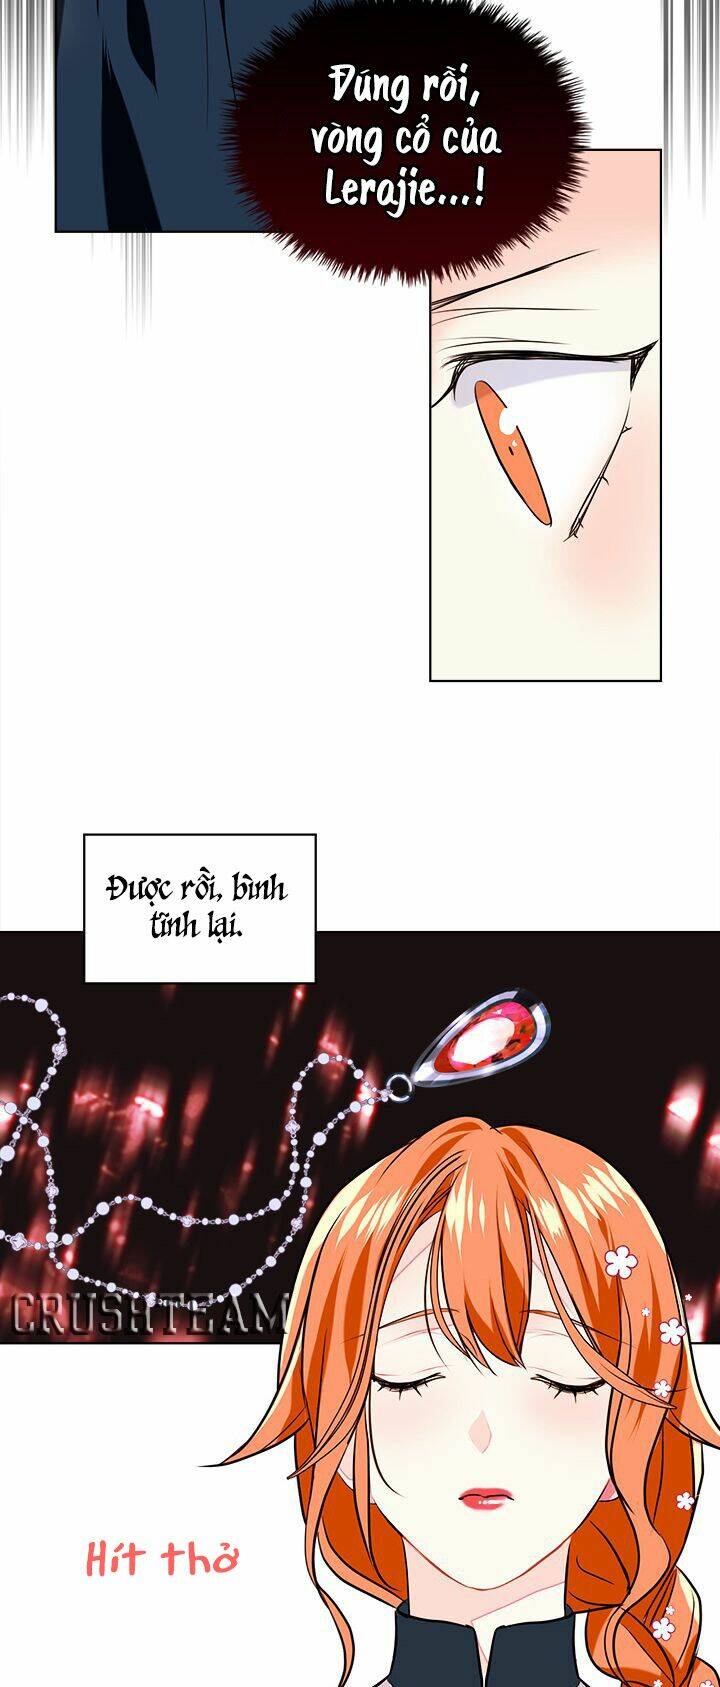 Đúng rồi,
vòng cổ của
Lerajie...!
Được rồi, bình
tĩnh lại.
CRUSHTEAM
Hít thở